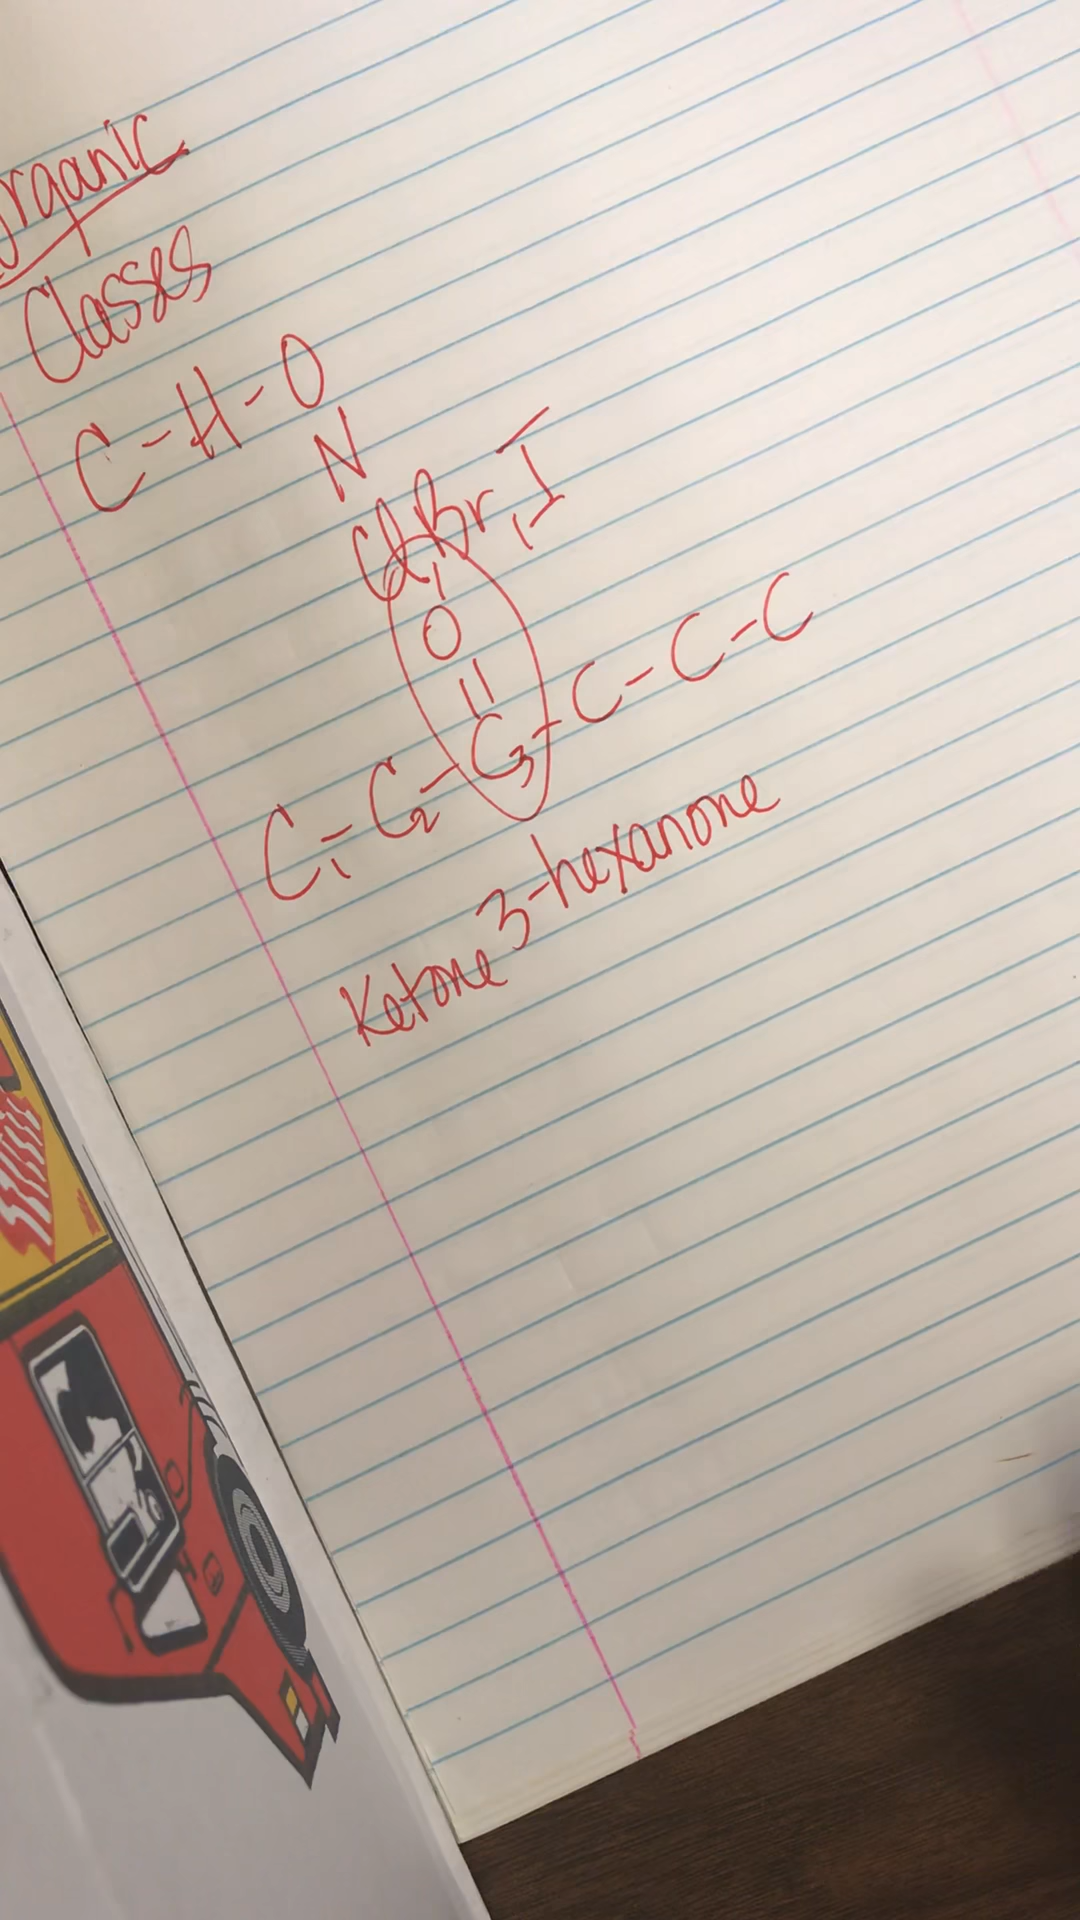 Organic
Classes
C-H-O
N
Cl, Br, I
O
||
C1-C2-C3-C-C-C
3-hexanone
Ketone